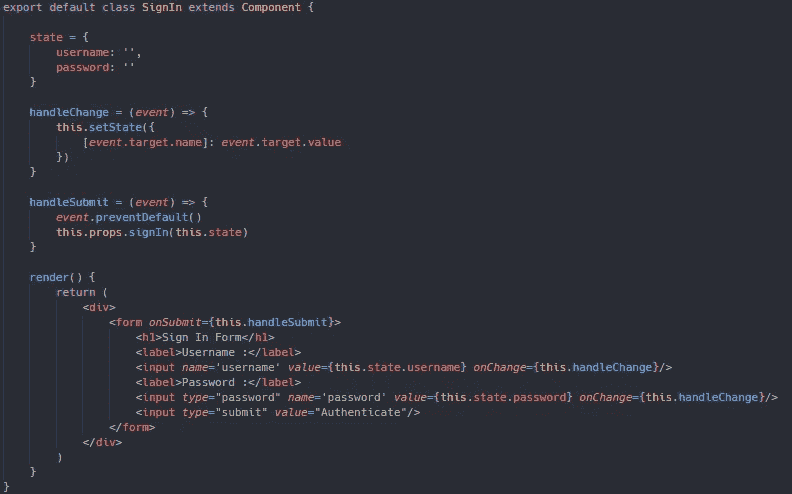 export default class SignIn extends Component {
state = {
username: '',
password: ''
}
handleChange = (event) => {
this.setState({
[event.target.name]: event.target.value
})
}
handleSubmit = (event) => {
event.preventDefault()
this.props.signIn(this.state)
}
render() {
return (
<div>
<form onSubmit={this.handleSubmit}>
<h1>Sign In Form</h1>
<label>Username :</label>
<input name='username' value={this.state.username} onChange={this.handleChange}/>
<label>Password :</label>
<input type="password" name='password' value={this.state.password} onChange={this.handleChange}/>
<input type="submit" value="Authenticate"/>
</form>
</div>
)
}
}